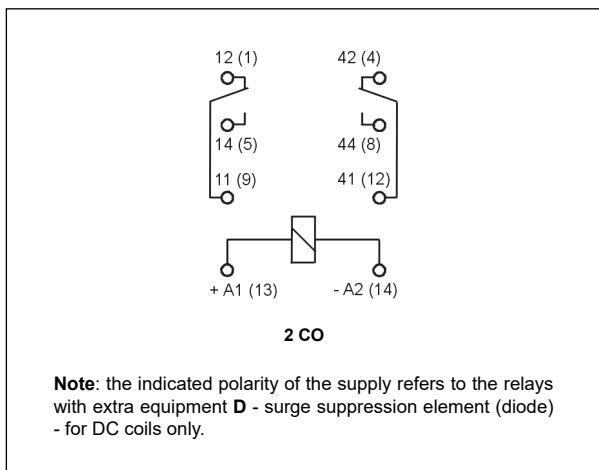 12 (1) 42 (4)
14 (5) 44 (8)
11 (9) 41 (12)
+ A1 (13) - A2 (14)
2 CO
Note: the indicated polarity of the supply refers to the relays
with extra equipment D - surge suppression element (diode)
- for DC coils only.